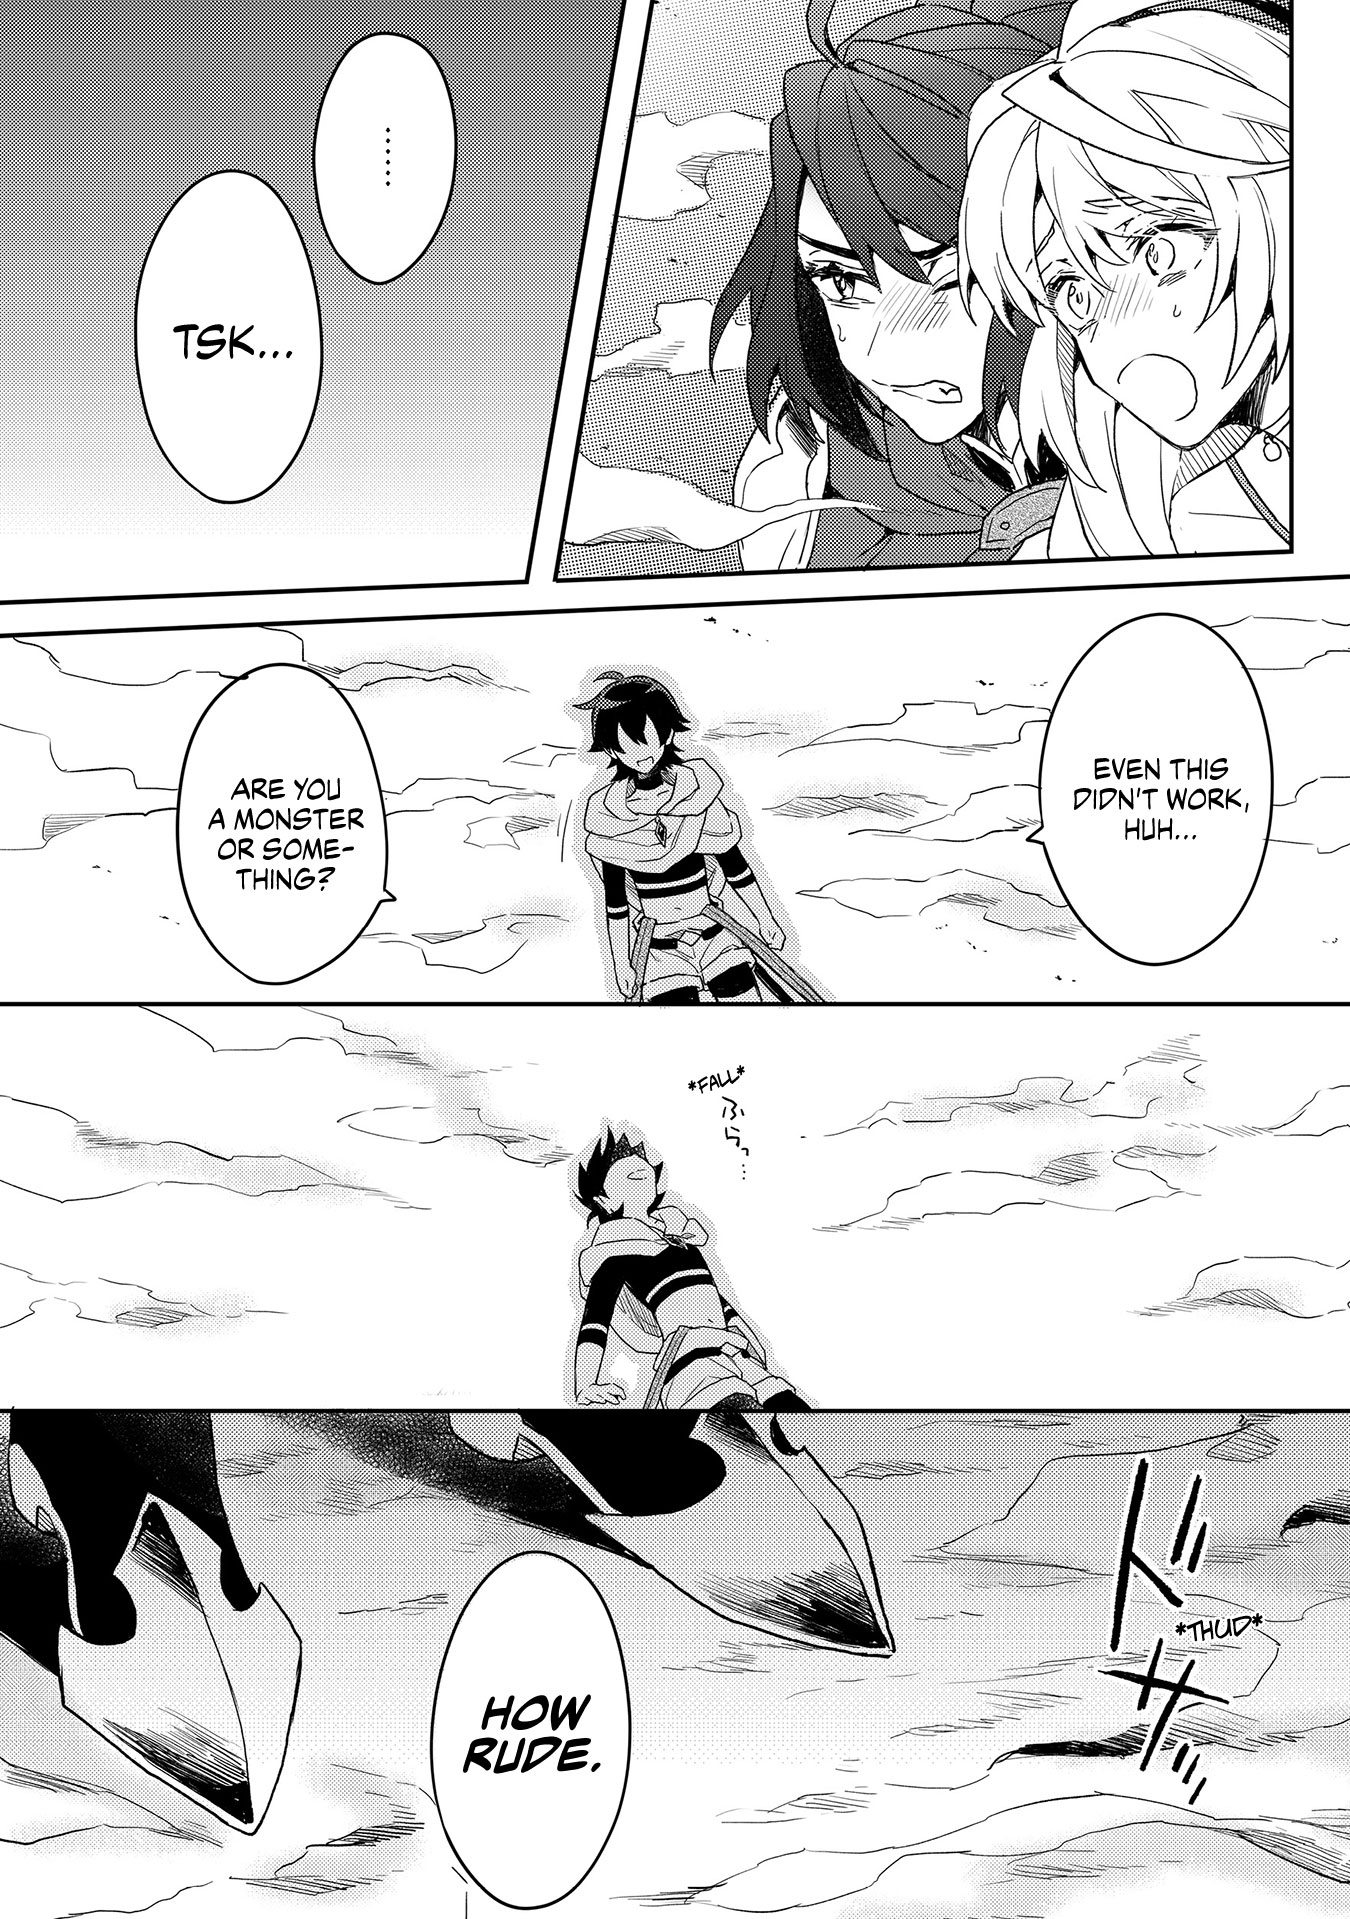 ......
TSK...
EVEN THIS
DIDN'T WORK,
HUH...
ARE YOU
A MONSTER
OR SOME-
THING?
*FALL*
ふらっ…
ドサ
*THUD*
HOW
RUDE.